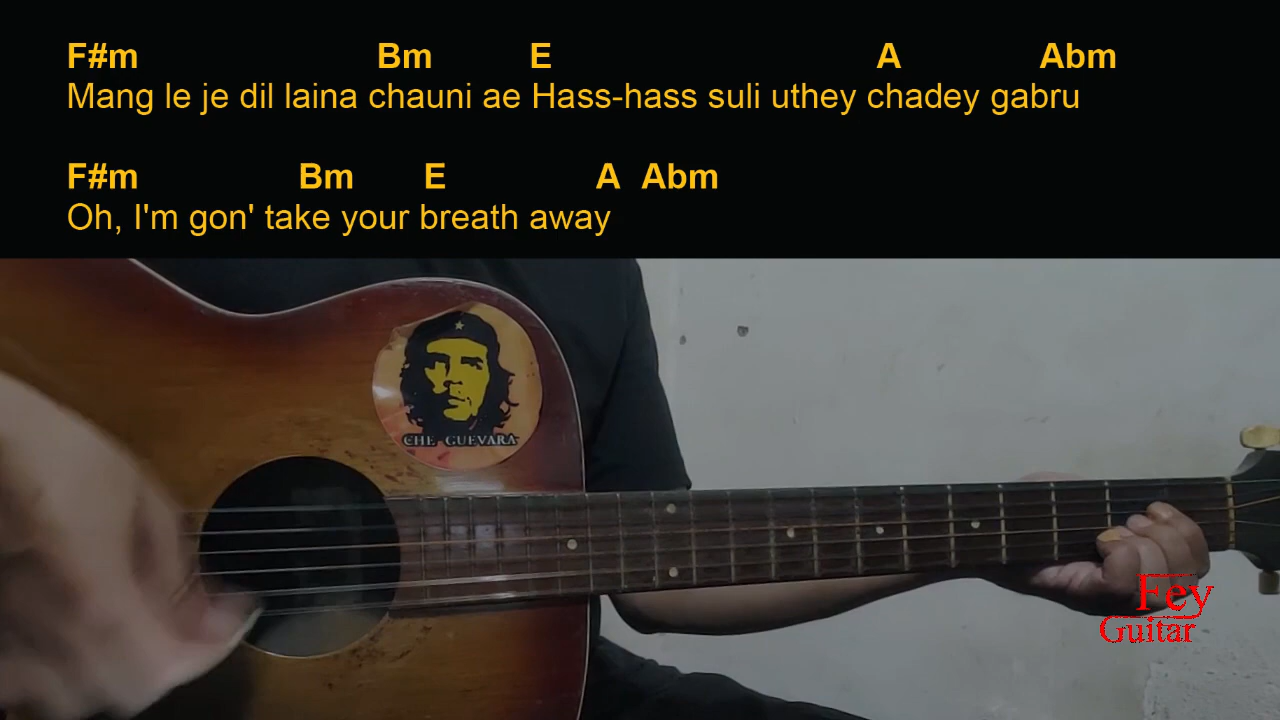 F#m Bm E A Abm
Mang le je dil laina chauni ae Hass-hass suli uthey chadey gabru
F#m Bm E A Abm
Oh, I'm gon' take your breath away
CHE GUEVARA
Fey
Guitar